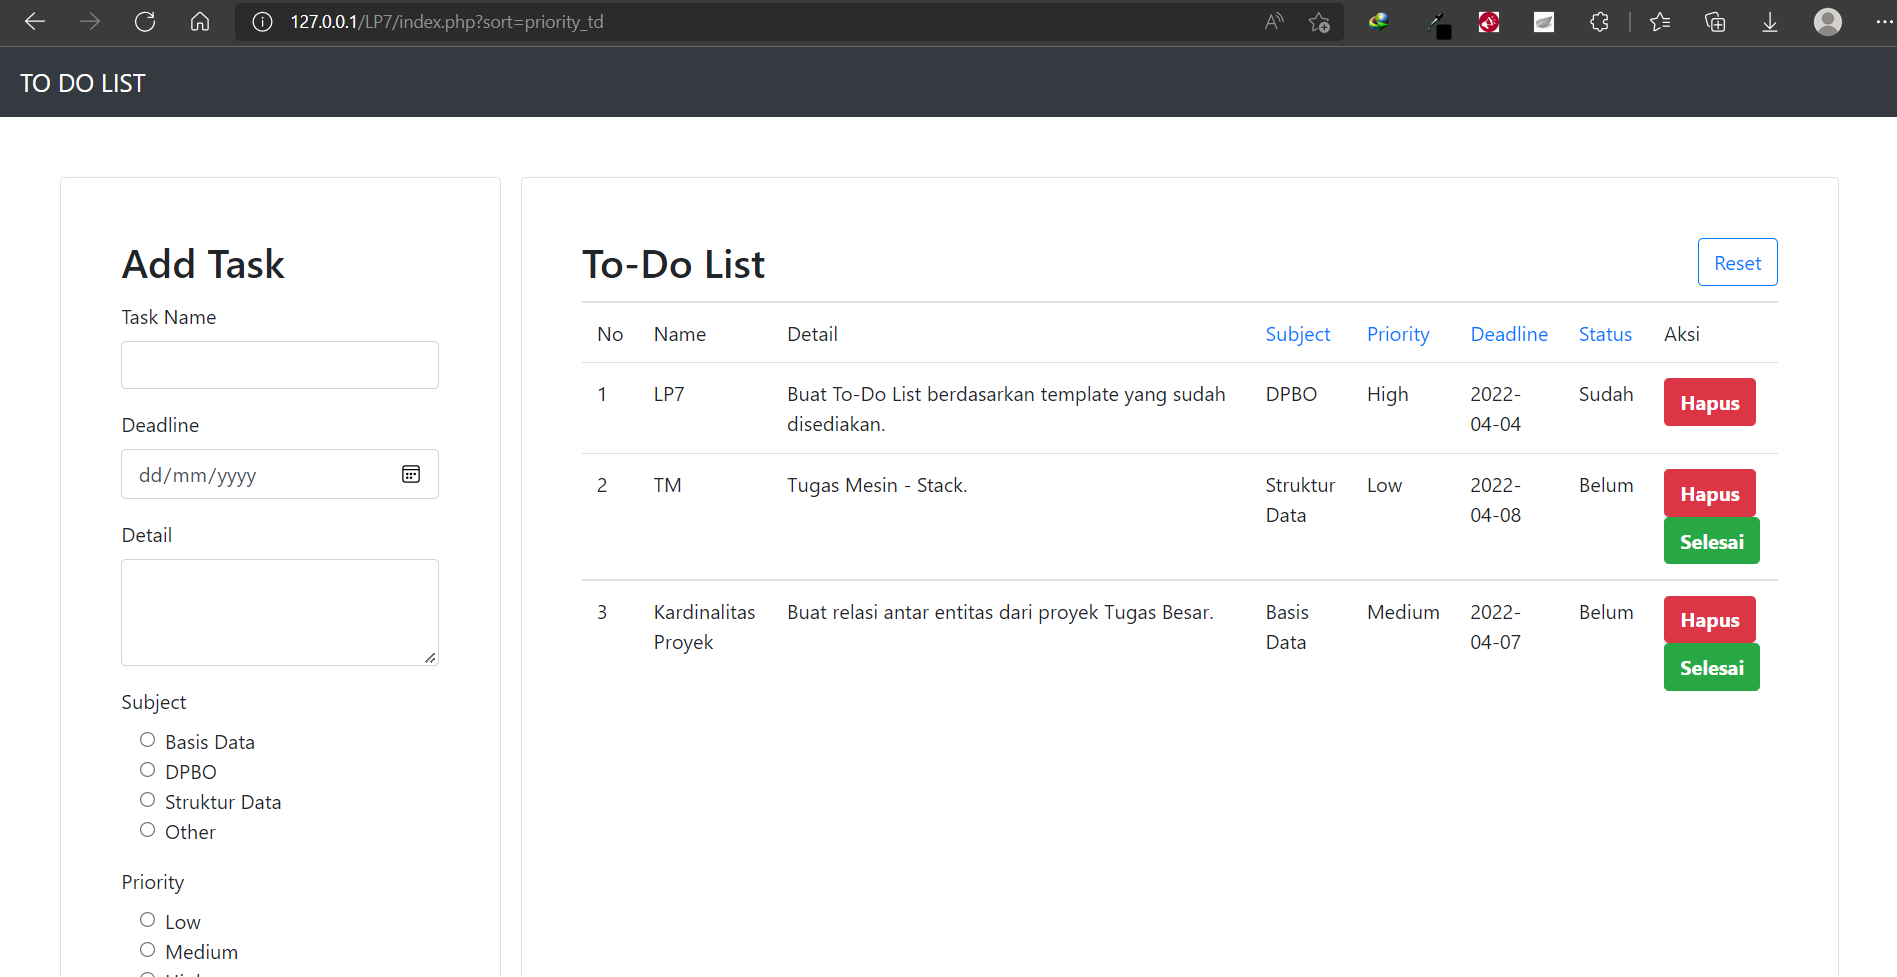 127.0.0.1/LP7/index.php?sort=priority_td
TO DO LIST
Add Task
Task Name
Deadline
dd/mm/yyyy
Detail
Subject
Basis Data
DPBO
Struktur Data
Other
Priority
Low
Medium
To-Do List
Reset
No Name Detail Subject Priority Deadline Status Aksi
1 LP7 Buat To-Do List berdasarkan template yang sudah DPBO High 2022- Sudah Hapus
disediakan. 04-04
2 TM Tugas Mesin - Stack. Struktur Low 2022- Belum Hapus
Data 04-08
Selesai
3 Kardinalitas Buat relasi antar entitas dari proyek Tugas Besar. Basis Medium 2022- Belum Hapus
Proyek Data 04-07
Selesai